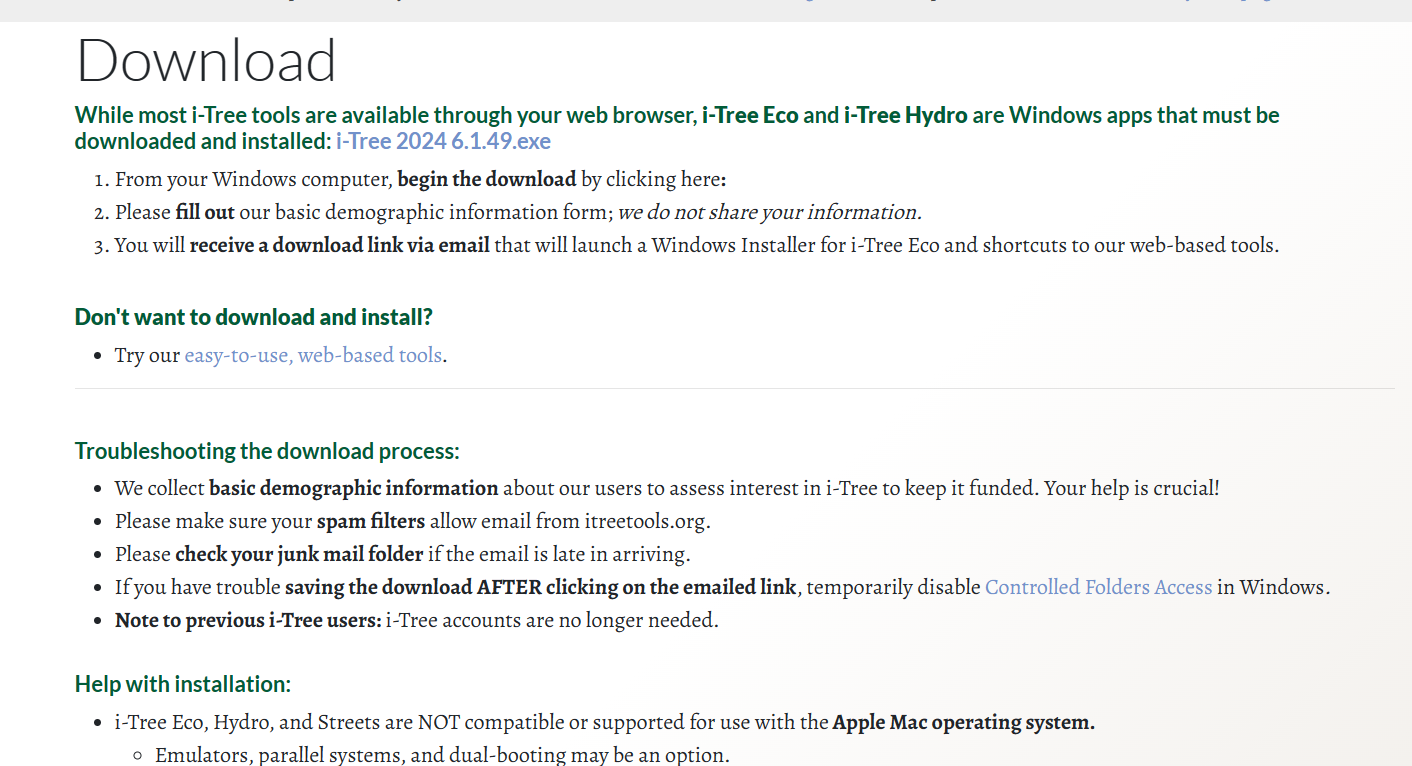 Download
While most i-Tree tools are available through your web browser, i-Tree Eco and i-Tree Hydro are Windows apps that must be
downloaded and installed: i-Tree 2024 6.1.49.exe
1. From your Windows computer, begin the download by clicking here:
2. Please fill out our basic demographic information form; we do not share your information.
3. You will receive a download link via email that will launch a Windows Installer for i-Tree Eco and shortcuts to our web-based tools.
Don't want to download and install?
• Try our easy-to-use, web-based tools.
Troubleshooting the download process:
• We collect basic demographic information about our users to assess interest in i-Tree to keep it funded. Your help is crucial!
• Please make sure your spam filters allow email from itreetools.org.
• Please check your junk mail folder if the email is late in arriving.
• If you have trouble saving the download AFTER clicking on the emailed link, temporarily disable Controlled Folders Access in Windows.
• Note to previous i-Tree users: i-Tree accounts are no longer needed.
Help with installation:
• i-Tree Eco, Hydro, and Streets are NOT compatible or supported for use with the Apple Mac operating system.
◦ Emulators, parallel systems, and dual-booting may be an option.